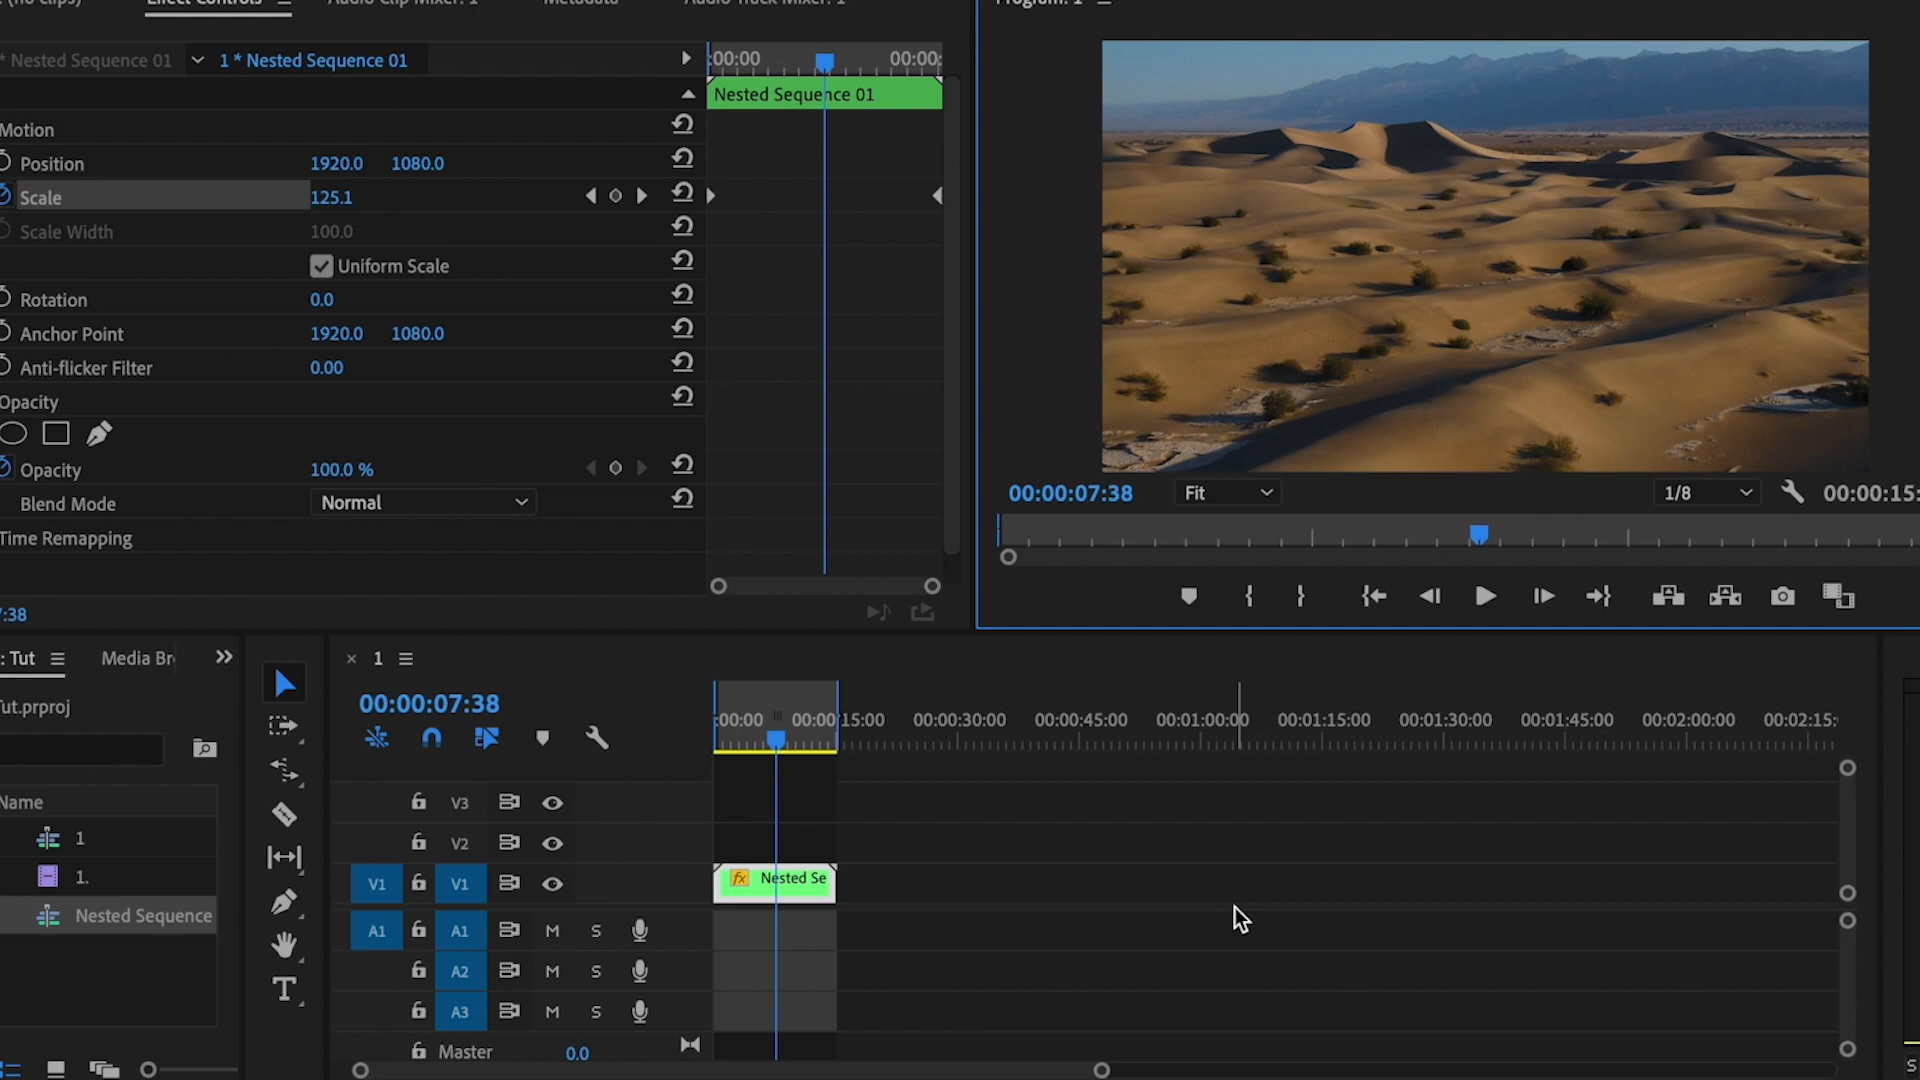 Effect Controls
Audio Clip Mixer: 1
Metadata
Audio Track Mixer: 1
Program: 1
* Nested Sequence 01
1 * Nested Sequence 01
:00:00
00:00:
Nested Sequence 01
Motion
Position 1920.0 1080.0
Scale 125.1
Scale Width 100.0
Uniform Scale
Rotation 0.0
Anchor Point 1920.0 1080.0
Anti-flicker Filter 0.00
Opacity
Opacity 100.0 %
Blend Mode Normal
Time Remapping
:38
00:00:07:38
Fit
1/8
00:00:15:
: Tut
Media Br
ut.prproj
Name
1
1.
Nested Sequence
T
× 1
00:00:07:38
:00:00 00:00:15:00 00:00:30:00 00:00:45:00 00:01:00:00 00:01:15:00 00:01:30:00 00:01:45:00 00:02:00:00 00:02:15:
V3
V2
V1 V1
fx Nested Se
A1 A1 M S
A2 M S
A3 M S
Master 0.0
S